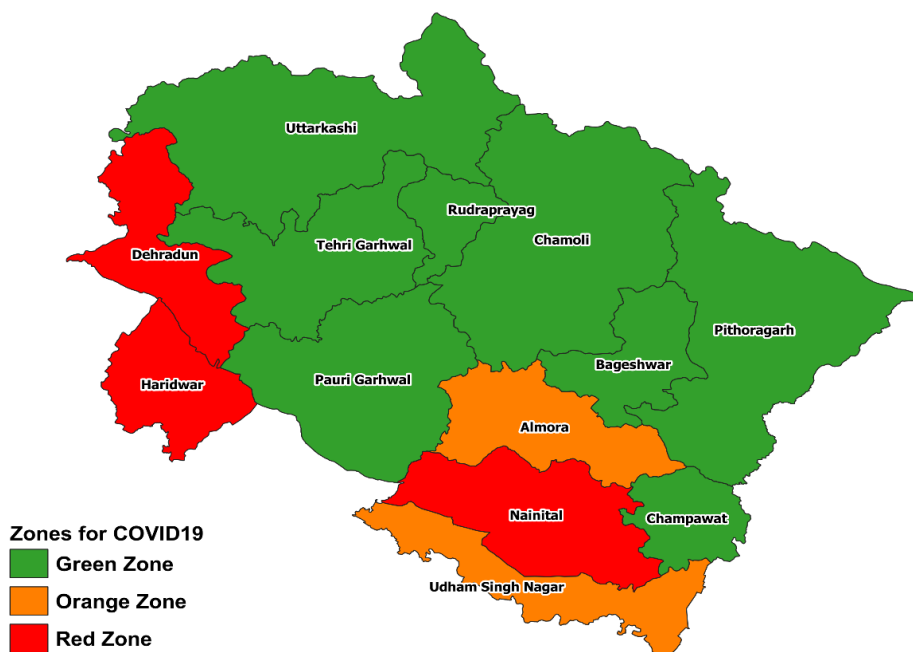 Uttarkashi
Rudraprayag
Tehri Garhwal
Chamoli
Dehradun
Pithoragarh
Bageshwar
Pauri Garhwal
Haridwar
Almora
Nainital
Champawat
Udham Singh Nagar
Zones for COVID19
Green Zone
Orange Zone
Red Zone